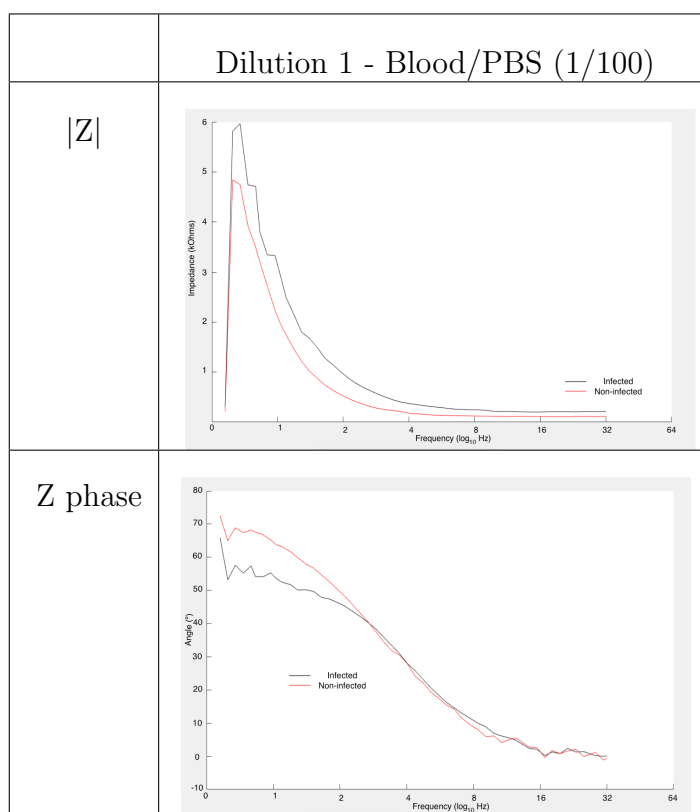 Dilution 1 - Blood/PBS (1/100)
|Z|
6
5
4
3
2
1
Impedance (kOhms)
Infected
Non-infected
0 1 2 4 8 16 32 64
Frequency (log₁₀ Hz)
Z phase
80
70
60
50
40
30
20
10
0
-10
Angle (°)
Infected
Non-infected
0 1 2 4 8 16 32 64
Frequency (log₁₀ Hz)